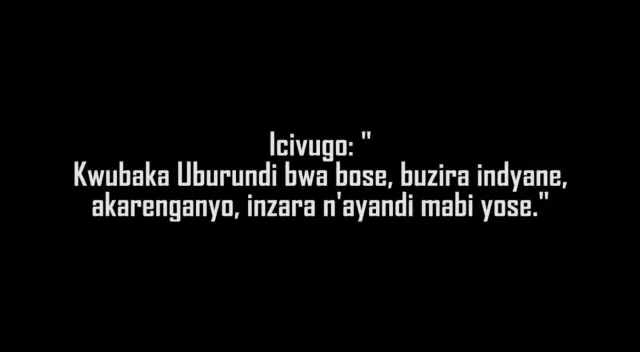 Icivugo: "
Kwubaka Uburundi bwa bose, buzira indyane,
akarenganyo, inzara n'ayandi mabi yose."